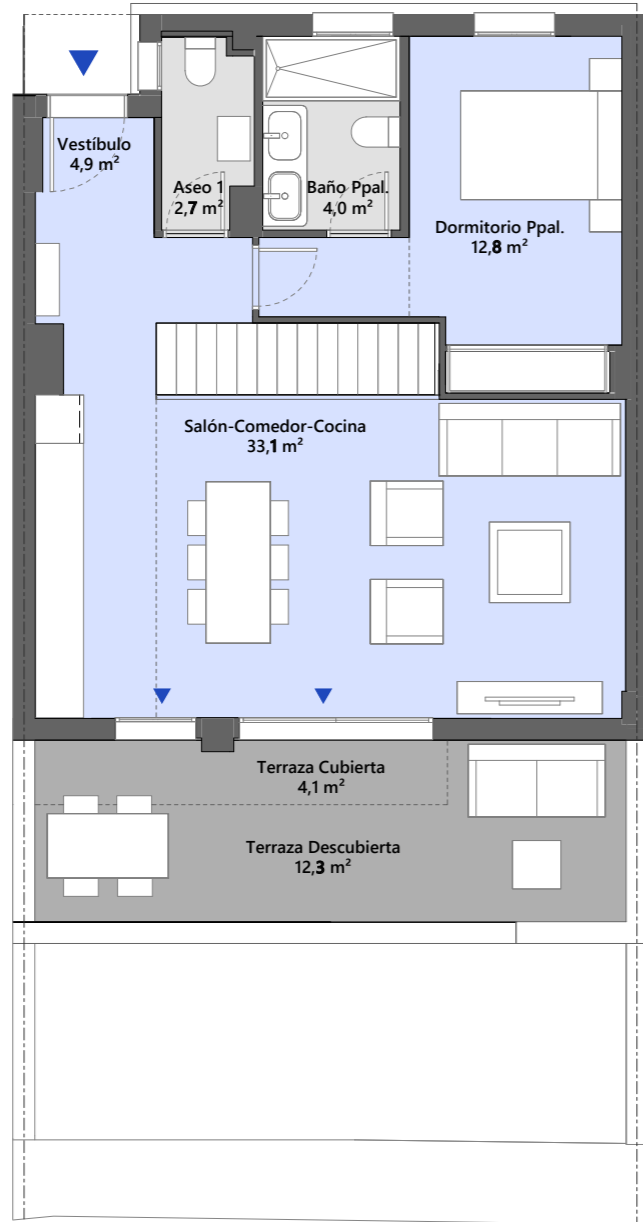 Vestíbulo
4,9 m²
Aseo 1
2,7 m²
Baño Ppal.
4,0 m²
Dormitorio Ppal.
12,8 m²
Salón-Comedor-Cocina
33,1 m²
Terraza Cubierta
4,1 m²
Terraza Descubierta
12,3 m²